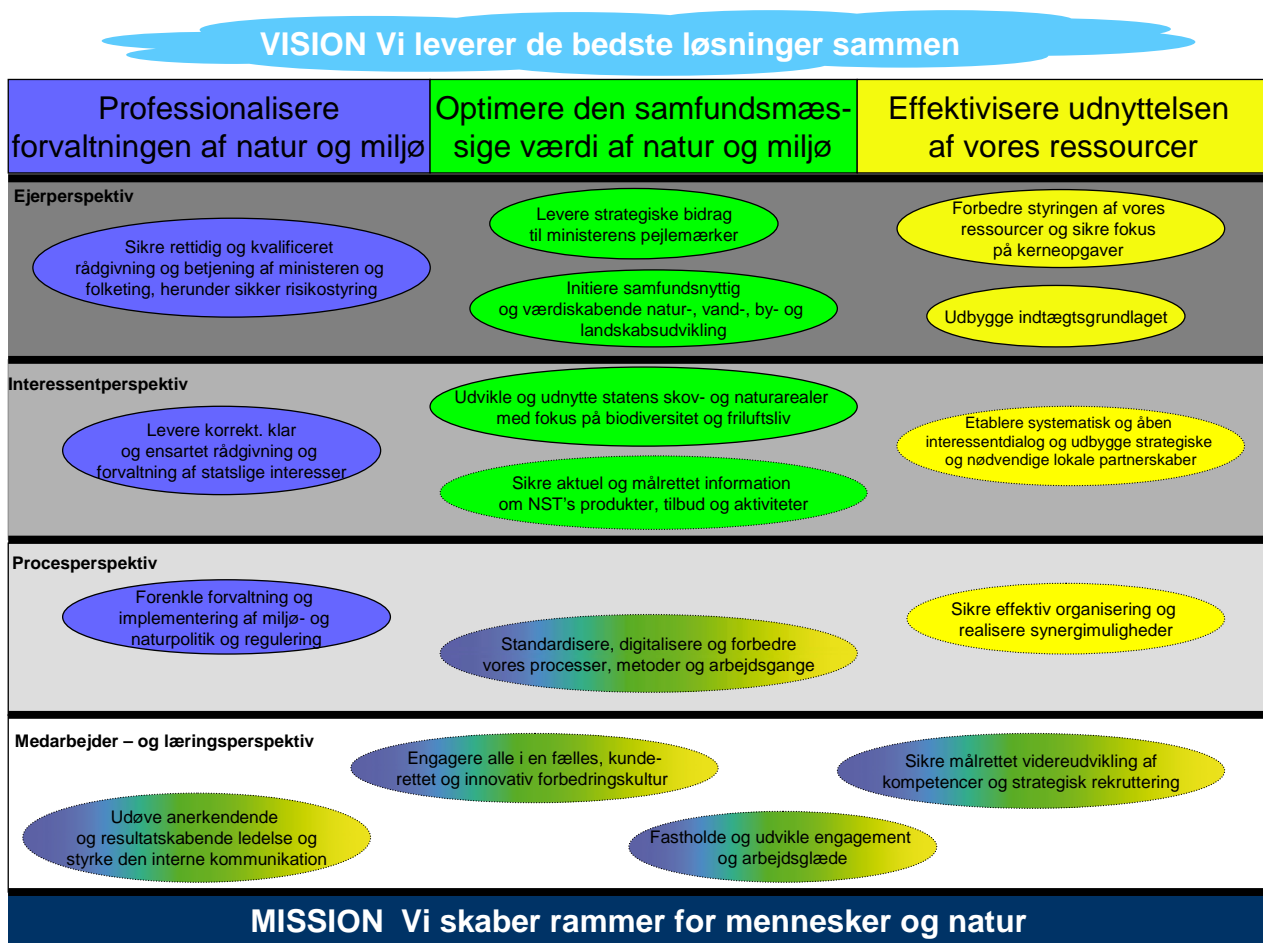 VISION Vi leverer de bedste løsninger sammen
Professionalisere
forvaltningen af natur og miljø
Optimere den samfundsmæs-
sige værdi af natur og miljø
Effektivisere udnyttelsen
af vores ressourcer
Ejerperspektiv
Sikre rettidig og kvalificeret
rådgivning og betjening af ministeren og
folketing, herunder sikker risikostyring
Levere strategiske bidrag
til ministerens pejlemærker
Initiere samfundsnyttig
og værdiskabende natur-, vand-, by- og
landskabsudvikling
Forbedre styringen af vores
ressourcer og sikre fokus
på kerneopgaver
Udbygge indtægtsgrundlaget
Interessentperspektiv
Levere korrekt. klar
og ensartet rådgivning og
forvaltning af statslige interesser
Udvikle og udnytte statens skov- og naturarealer
med fokus på biodiversitet og friluftsliv
Sikre aktuel og målrettet information
om NST's produkter, tilbud og aktiviteter
Etablere systematisk og åben
interessentdialog og udbygge strategiske
og nødvendige lokale partnerskaber
Procesperspektiv
Forenkle forvaltning og
implementering af miljø- og
naturpolitik og regulering
Standardisere, digitalisere og forbedre
vores processer, metoder og arbejdsgange
Sikre effektiv organisering og
realisere synergimuligheder
Medarbejder – og læringsperspektiv
Engagere alle i en fælles, kunde-
rettet og innovativ forbedringskultur
Sikre målrettet videreudvikling af
kompetencer og strategisk rekruttering
Udøve anerkendende
og resultatskabende ledelse og
styrke den interne kommunikation
Fastholde og udvikle engagement
og arbejdsglæde
MISSION Vi skaber rammer for mennesker og natur